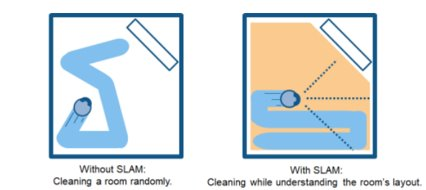 Without SLAM:
Cleaning a room randomly.
With SLAM:
Cleaning while understanding the room's layout.